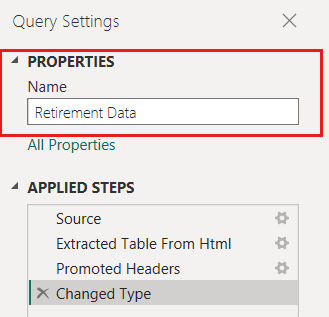 Query Settings
PROPERTIES
Name
Retirement Data
All Properties
APPLIED STEPS
Source
Extracted Table From Html
Promoted Headers
Changed Type